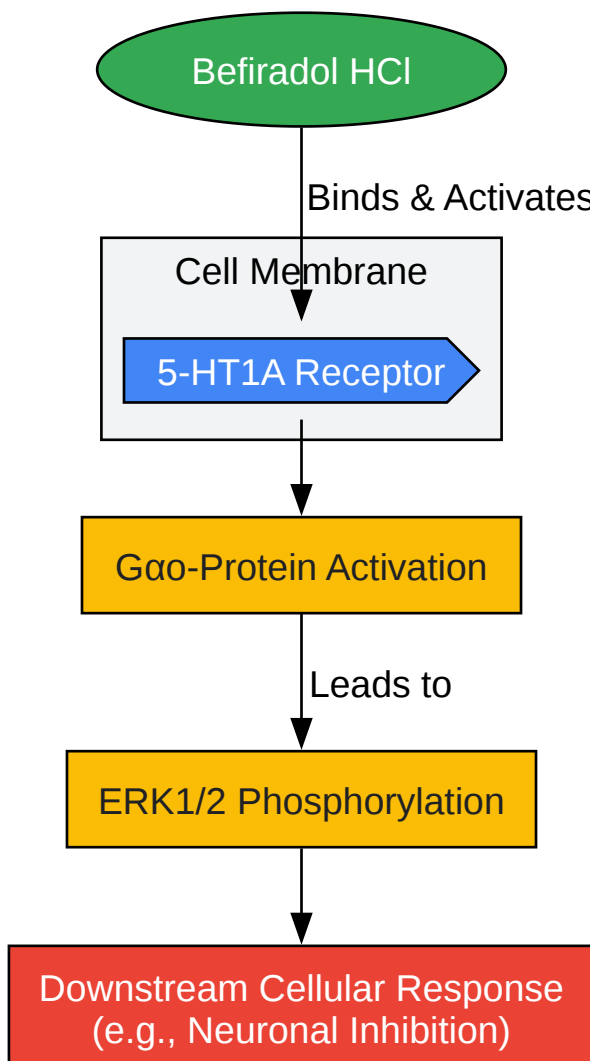 Befiradol HCl
Binds & Activates
Cell Membrane
5-HT1A Receptor
Gαo-Protein Activation
Leads to
ERK1/2 Phosphorylation
Downstream Cellular Response
(e.g., Neuronal Inhibition)